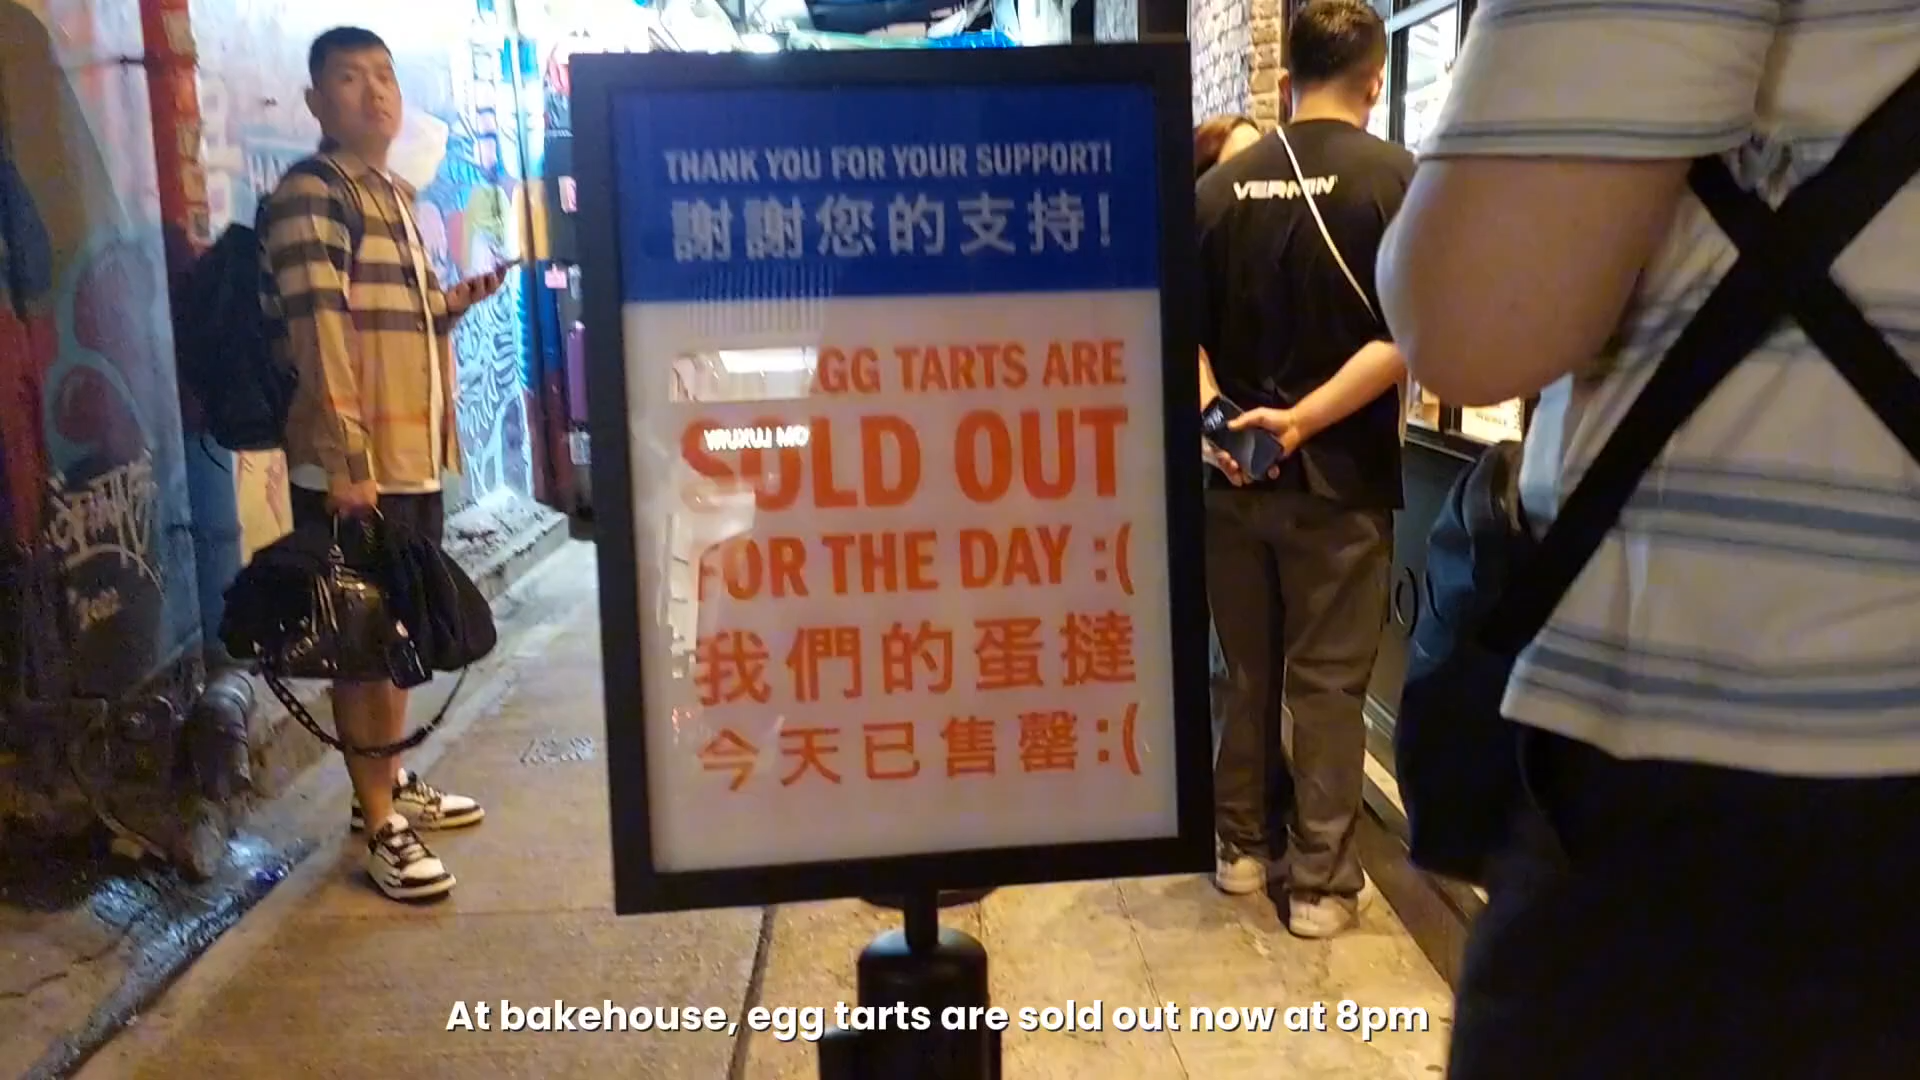 THANK YOU FOR YOUR SUPPORT!
謝謝您的支持!
EGG TARTS ARE
SOLD OUT
FOR THE DAY :(
我們的蛋撻
今天已售罄:(
VERMIN
At bakehouse, egg tarts are sold out now at 8pm